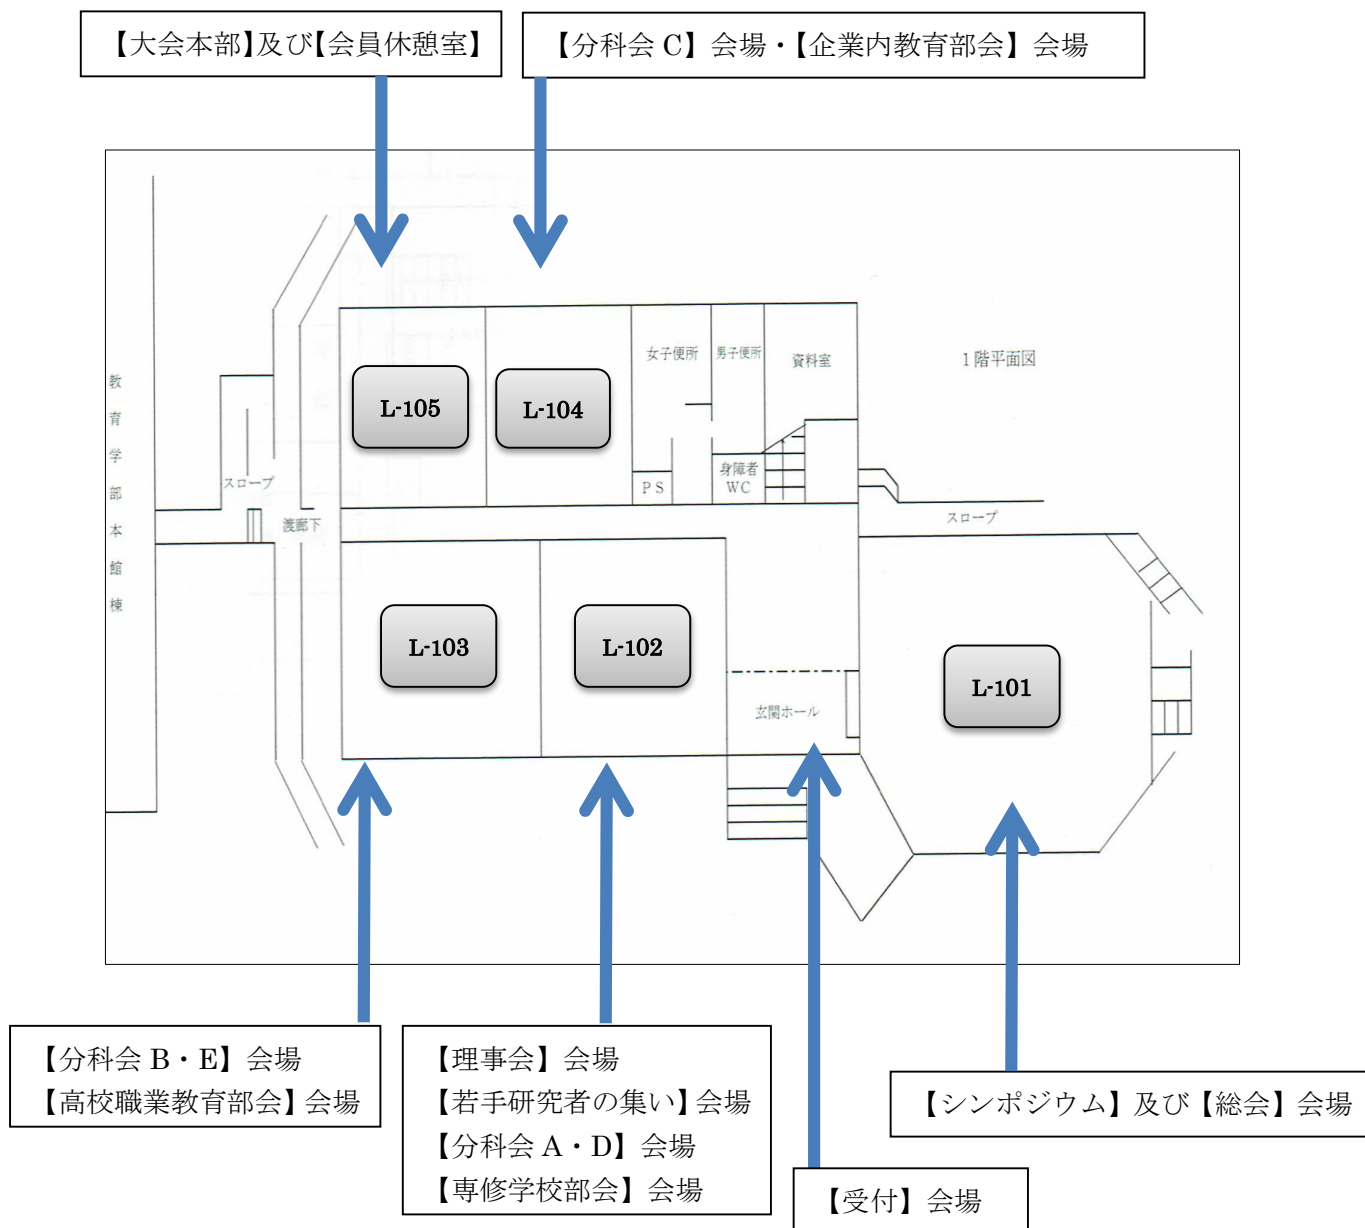 【大会本部】及び【会員休憩室】
【分科会 C】会場・【企業内教育部会】会場
1階平面図
女子便所
男子便所
資料室
L-105
L-104
教育学部本館棟
スロープ
PS
身障者
WC
スロープ
渡廊下
L-103
L-102
L-101
玄関ホール
【分科会 B・E】会場
【高校職業教育部会】会場
【理事会】会場
【若手研究者の集い】会場
【分科会 A・D】会場
【専修学校部会】会場
【シンポジウム】及び【総会】会場
【受付】会場